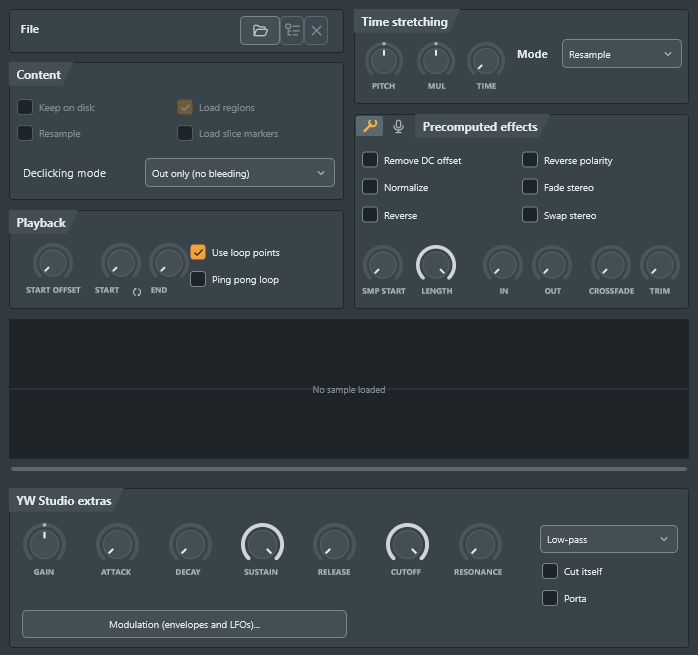 File
Content
Keep on disk
Load regions
Resample
Load slice markers
Declicking mode
Out only (no bleeding)
Playback
Use loop points
Ping pong loop
START OFFSET
START
END
Time stretching
Mode
Resample
PITCH
MUL
TIME
Precomputed effects
Remove DC offset
Reverse polarity
Normalize
Fade stereo
Reverse
Swap stereo
SMP START
LENGTH
IN
OUT
CROSSFADE
TRIM
No sample loaded
YW Studio extras
GAIN
ATTACK
DECAY
SUSTAIN
RELEASE
CUTOFF
RESONANCE
Low-pass
Cut itself
Porta
Modulation (envelopes and LFOs)...